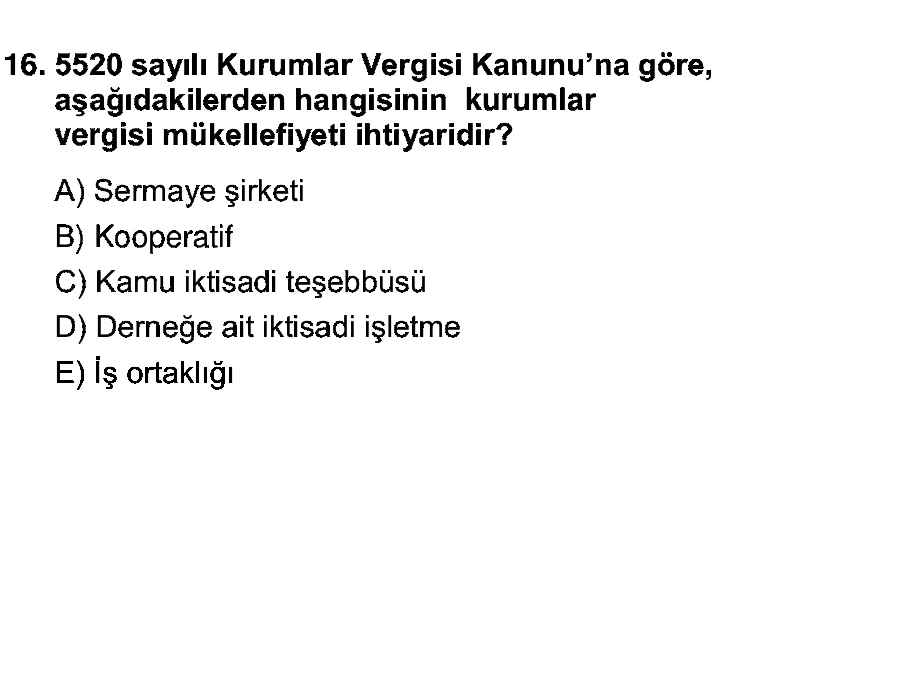 16. 5520 sayılı Kurumlar Vergisi Kanunu’na göre,
aşağıdakilerden hangisinin kurumlar
vergisi mükellefiyeti ihtiyaridir?
A) Sermaye şirketi
B) Kooperatif
C) Kamu iktisadi teşebbüsü
D) Derneğe ait iktisadi işletme
E) İş ortaklığı